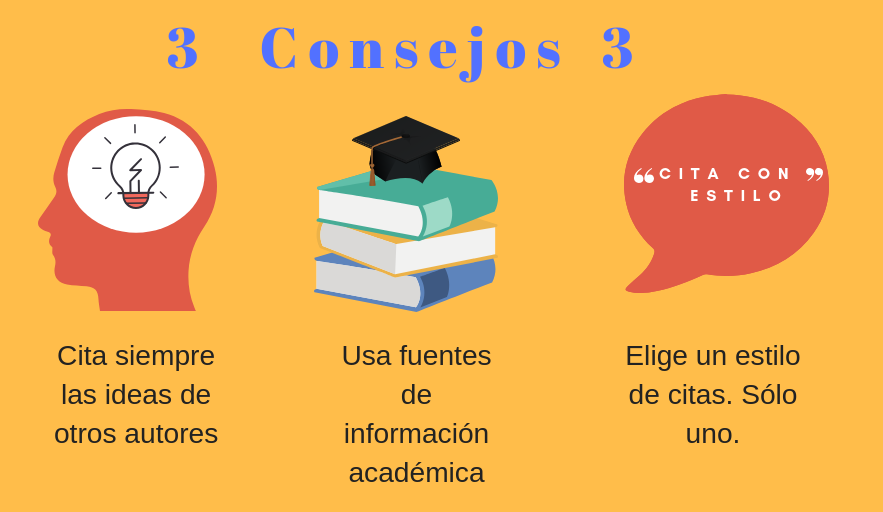 3 Consejos 3
“CITA CON”
ESTILO
Cita siempre
las ideas de
otros autores
Usa fuentes
de
información
académica
Elige un estilo
de citas. Sólo
uno.